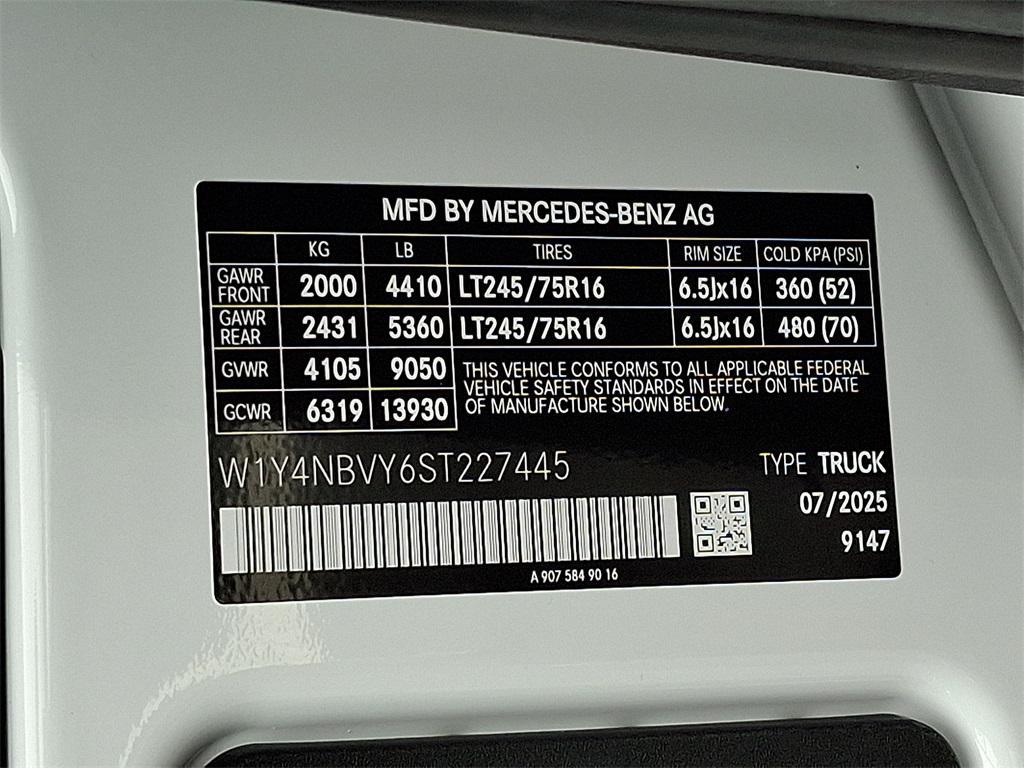 MFD BY MERCEDES-BENZ AG
KG LB TIRES RIM SIZE COLD KPA (PSI)
GAWR FRONT 2000 4410 LT245/75R16 6.5Jx16 360 (52)
GAWR REAR 2431 5360 LT245/75R16 6.5Jx16 480 (70)
GVWR 4105 9050
GCWR 6319 13930
THIS VEHICLE CONFORMS TO ALL APPLICABLE FEDERAL
VEHICLE SAFETY STANDARDS IN EFFECT ON THE DATE
OF MANUFACTURE SHOWN BELOW.
W1Y4NBVY6ST227445 TYPE TRUCK
07/2025
9147
A 907 584 90 16